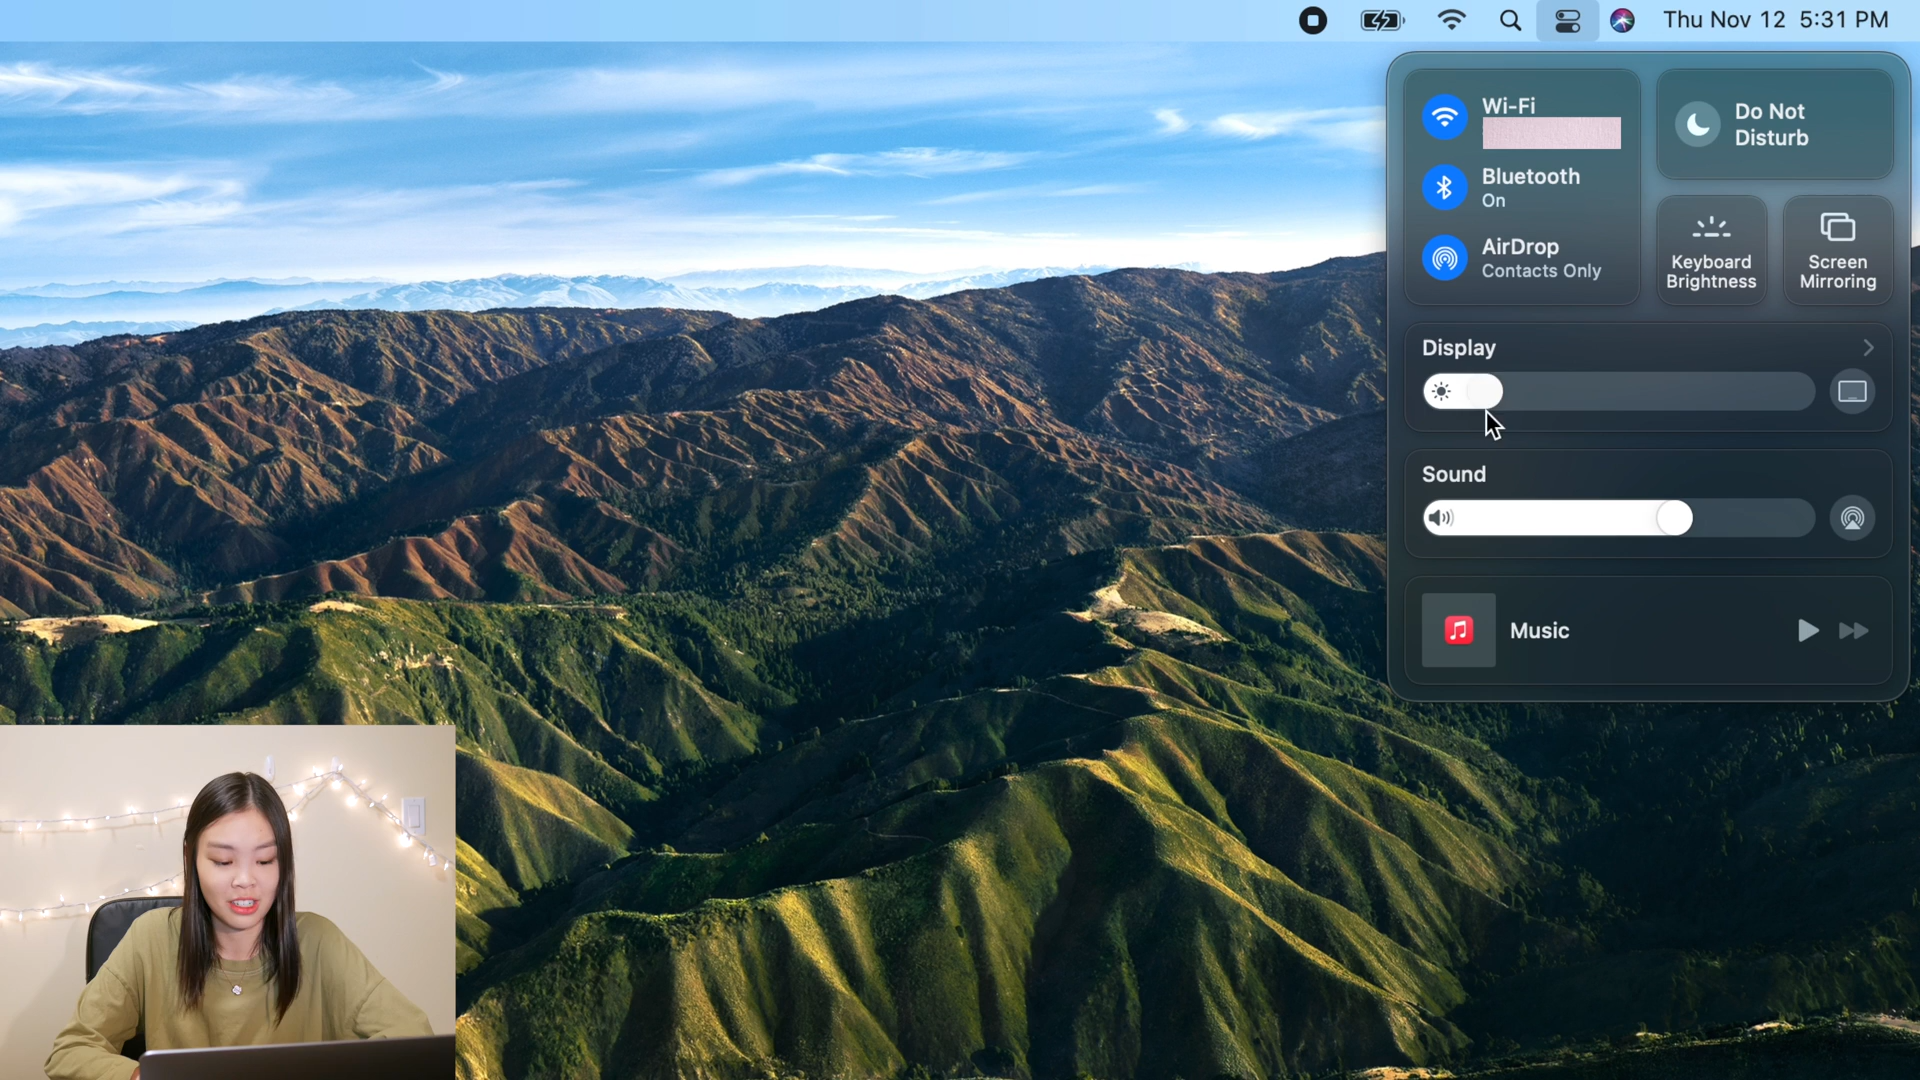 Thu Nov 12 5:31 PM
Wi-Fi
Do Not
Disturb
Bluetooth
On
AirDrop
Contacts Only
Keyboard
Brightness
Screen
Mirroring
Display
Sound
Music